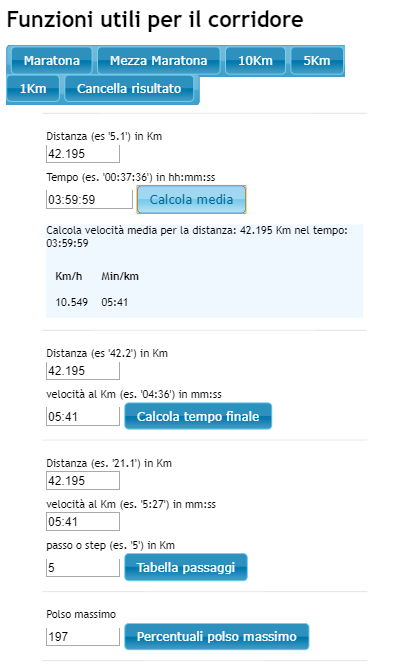 Funzioni utili per il corridore
Maratona Mezza Maratona 10Km 5Km
1Km Cancella risultato
Distanza (es '5.1') in Km
42.195
Tempo (es. '00:37:36') in hh:mm:ss
03:59:59 Calcola media
Calcola velocità media per la distanza: 42.195 Km nel tempo:
03:59:59
Km/h Min/km
10.549 05:41
Distanza (es '42.2') in Km
42.195
velocità al Km (es. '04:36') in mm:ss
05:41 Calcola tempo finale
Distanza (es. '21.1') in Km
42.195
velocità al Km (es. '5:27') in mm:ss
05:41
passo o step (es. '5') in Km
5 Tabella passaggi
Polso massimo
197 Percentuali polso massimo